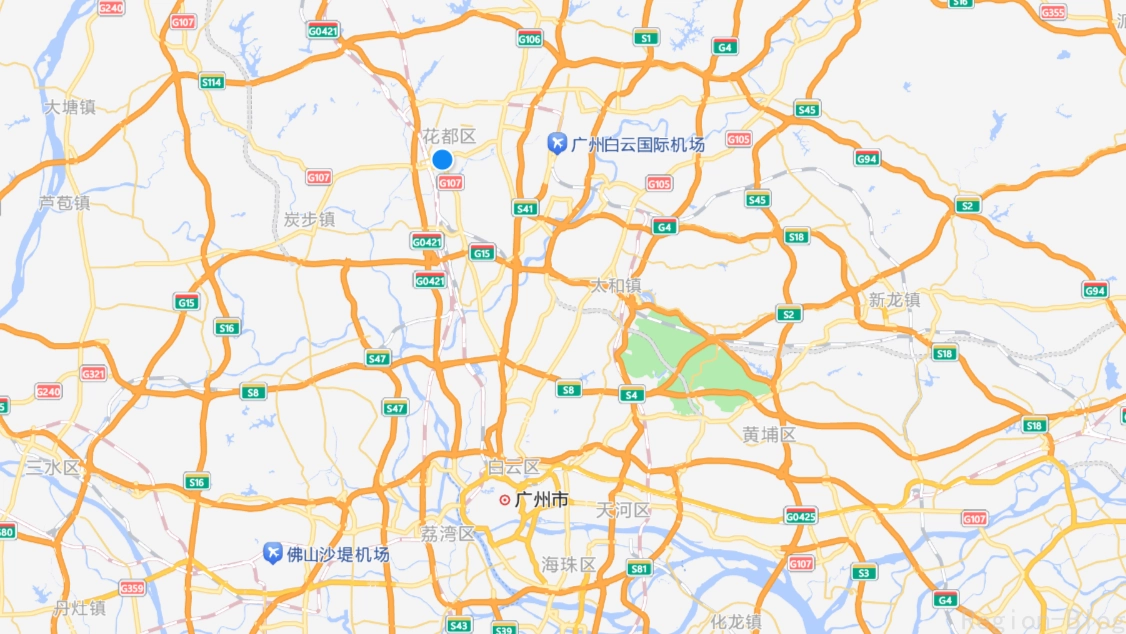 G240
G107
G0421
G106
S1
G4
S16
G355
S114
大塘镇
S45
花都区
广州白云国际机场
G105
G94
G107
G107
G105
芦苞镇
炭步镇
S41
S45
S2
G4
S18
G0421
G15
G0421
太和镇
G94
G15
新龙镇
S2
S16
S47
S18
G321
G240
S8
S8
S4
S47
S18
黄埔区
三水区
白云区
S16
广州市
天河区
G0425
G107
S80
荔湾区
佛山沙堤机场
海珠区
G107
S81
S3
G359
丹灶镇
G4
S43
S39
化龙镇